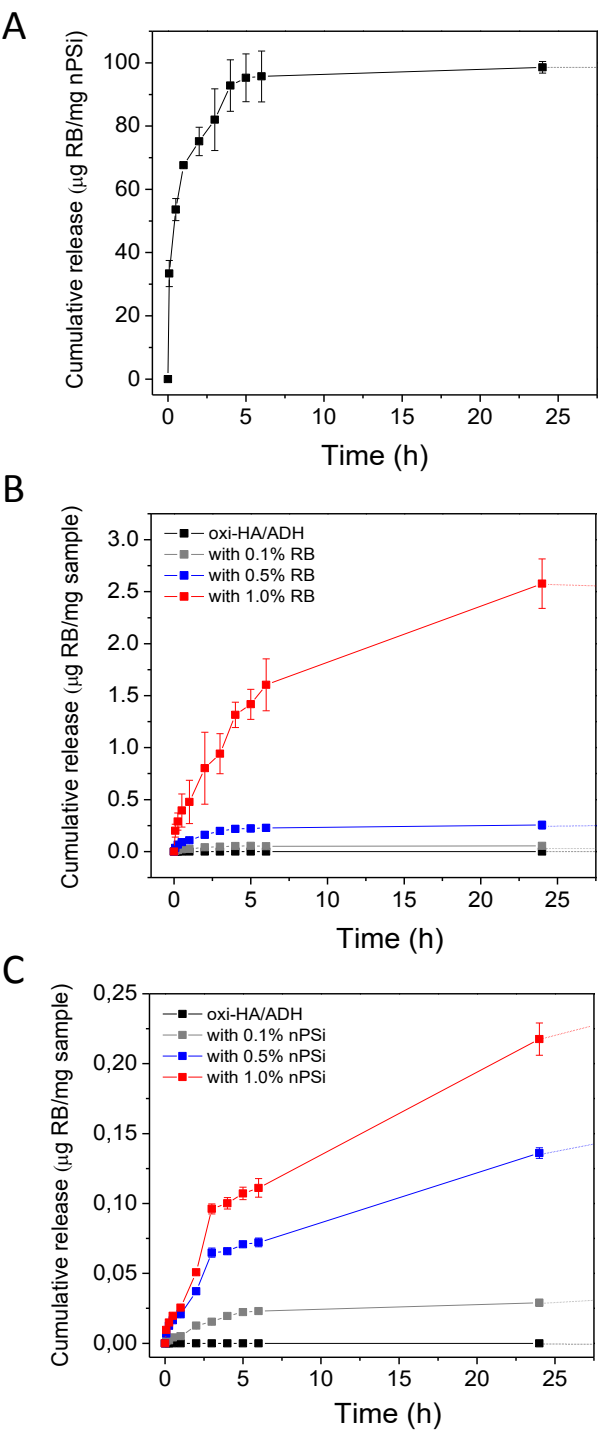 A
Cumulative release (μg RB/mg nPSi)
100
80
60
40
20
0
0 5 10 15 20 25
Time (h)
B
Cumulative release (μg RB/mg sample)
oxi-HA/ADH
with 0.1% RB
with 0.5% RB
with 1.0% RB
3.0
2.5
2.0
1.5
1.0
0.5
0.0
0 5 10 15 20 25
Time (h)
C
Cumulative release (μg RB/mg sample)
oxi-HA/ADH
with 0.1% nPSi
with 0.5% nPSi
with 1.0% nPSi
0,25
0,20
0,15
0,10
0,05
0,00
0 5 10 15 20 25
Time (h)